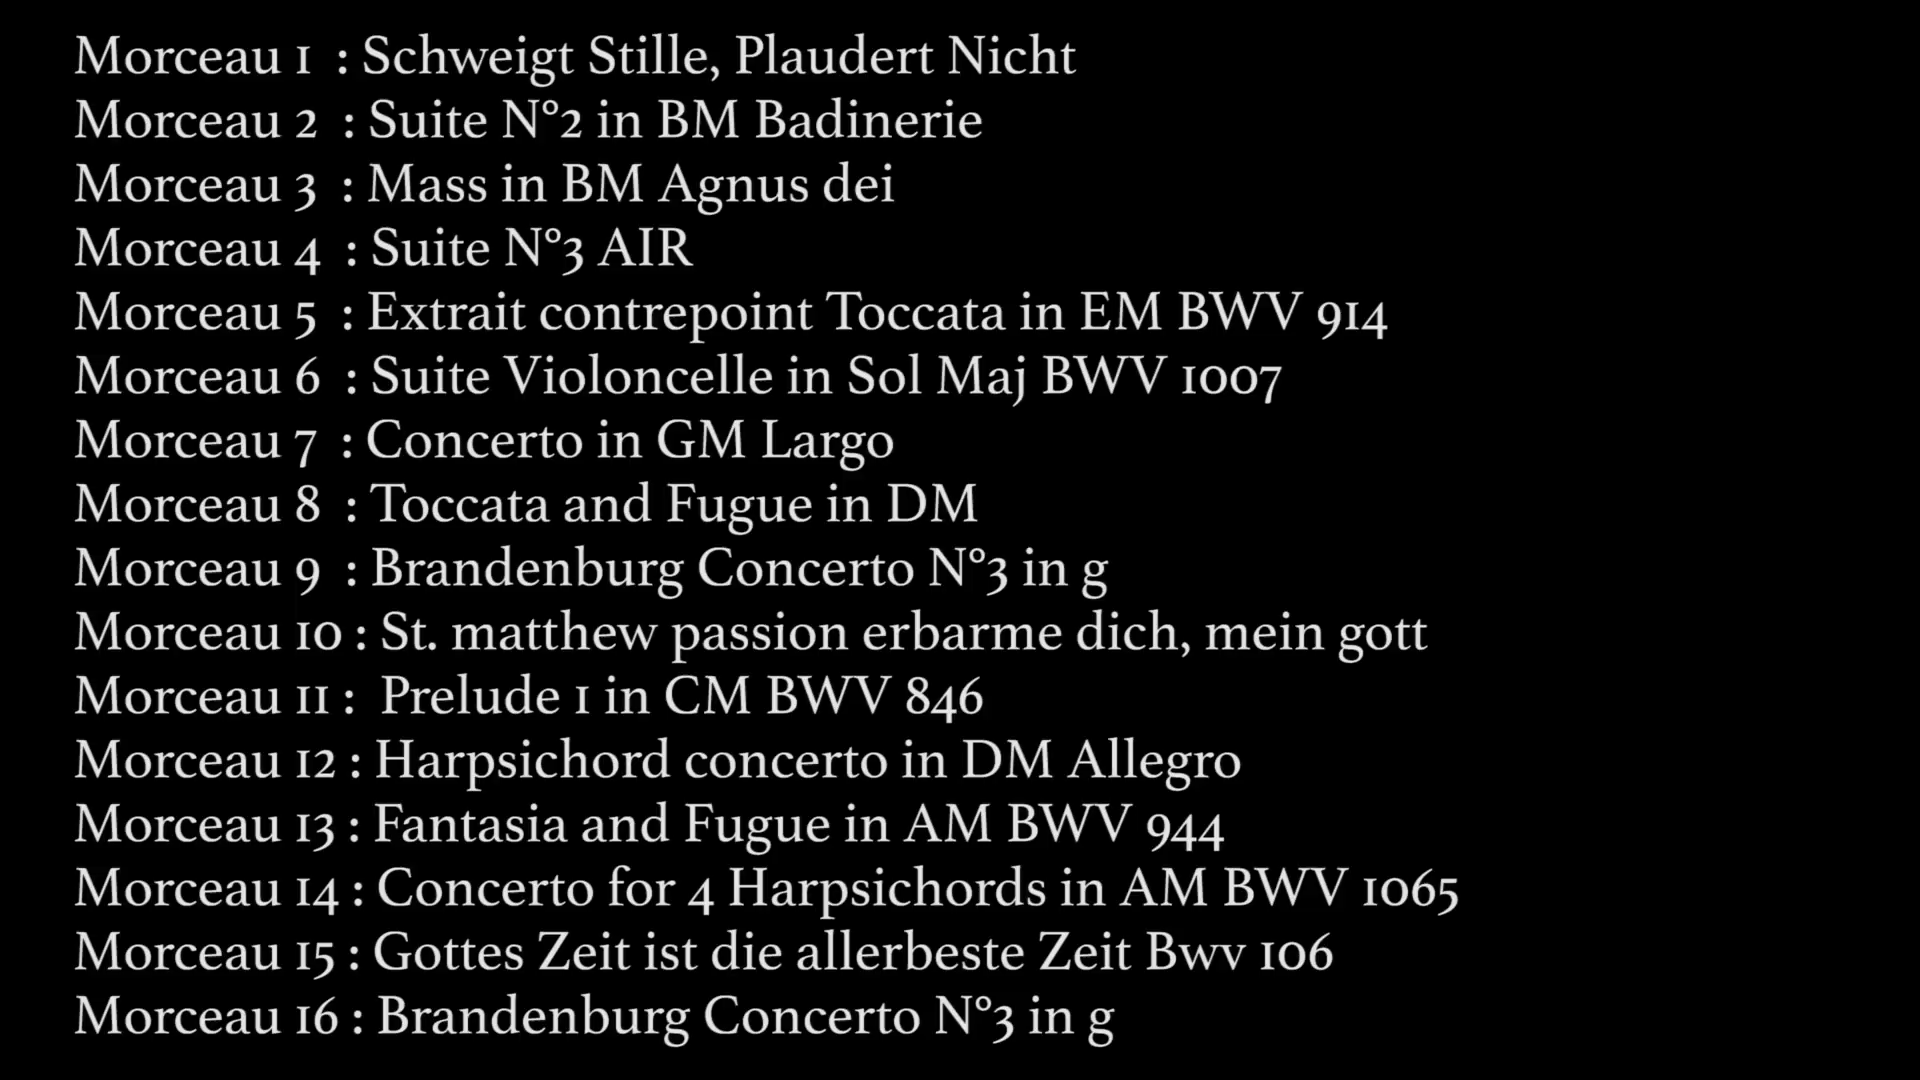 Morceau 1 : Schweigt Stille, Plaudert Nicht
Morceau 2 : Suite N°2 in BM Badinerie
Morceau 3 : Mass in BM Agnus dei
Morceau 4 : Suite N°3 AIR
Morceau 5 : Extrait contrepoint Toccata in EM BWV 914
Morceau 6 : Suite Violoncelle in Sol Maj BWV 1007
Morceau 7 : Concerto in GM Largo
Morceau 8 : Toccata and Fugue in DM
Morceau 9 : Brandenburg Concerto N°3 in g
Morceau 10 : St. matthew passion erbarme dich, mein gott
Morceau 11 : Prelude 1 in CM BWV 846
Morceau 12 : Harpsichord concerto in DM Allegro
Morceau 13 : Fantasia and Fugue in AM BWV 944
Morceau 14 : Concerto for 4 Harpsichords in AM BWV 1065
Morceau 15 : Gottes Zeit ist die allerbeste Zeit Bwv 106
Morceau 16 : Brandenburg Concerto N°3 in g